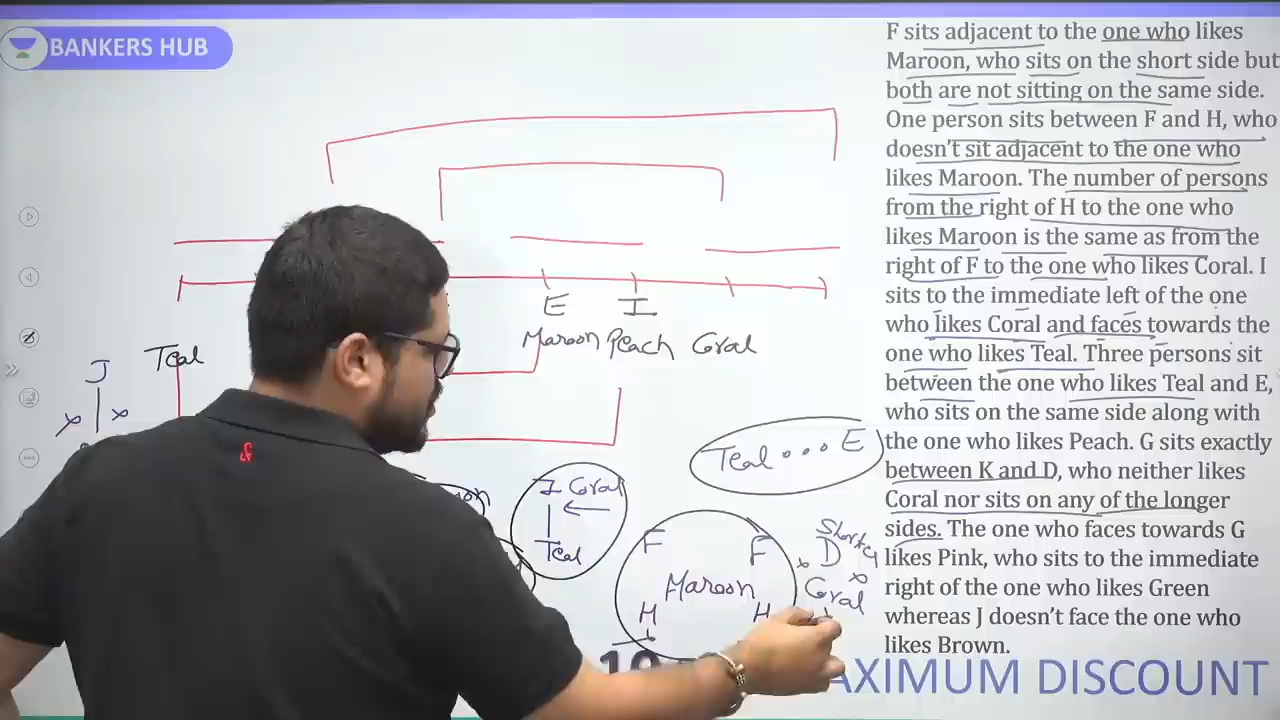 BANKERS HUB
F sits adjacent to the one who likes
Maroon, who sits on the short side but
both are not sitting on the same side.
One person sits between F and H, who
doesn't sit adjacent to the one who
likes Maroon. The number of persons
from the right of H to the one who
likes Maroon is the same as from the
right of F to the one who likes Coral. I
sits to the immediate left of the one
who likes Coral and faces towards the
one who likes Teal. Three persons sit
between the one who likes Teal and E,
who sits on the same side along with
the one who likes Peach. G sits exactly
between K and D, who neither likes
Coral nor sits on any of the longer
sides. The one who faces towards G
likes Pink, who sits to the immediate
right of the one who likes Green
whereas J doesn't face the one who
likes Brown.
E I
Maroon Peach Coral
Teal
J
x x
Teal E
I Coral
Teal
F F
Maroon
H H
Shorter
x D x
Coral
AXIMUM DISCOUNT